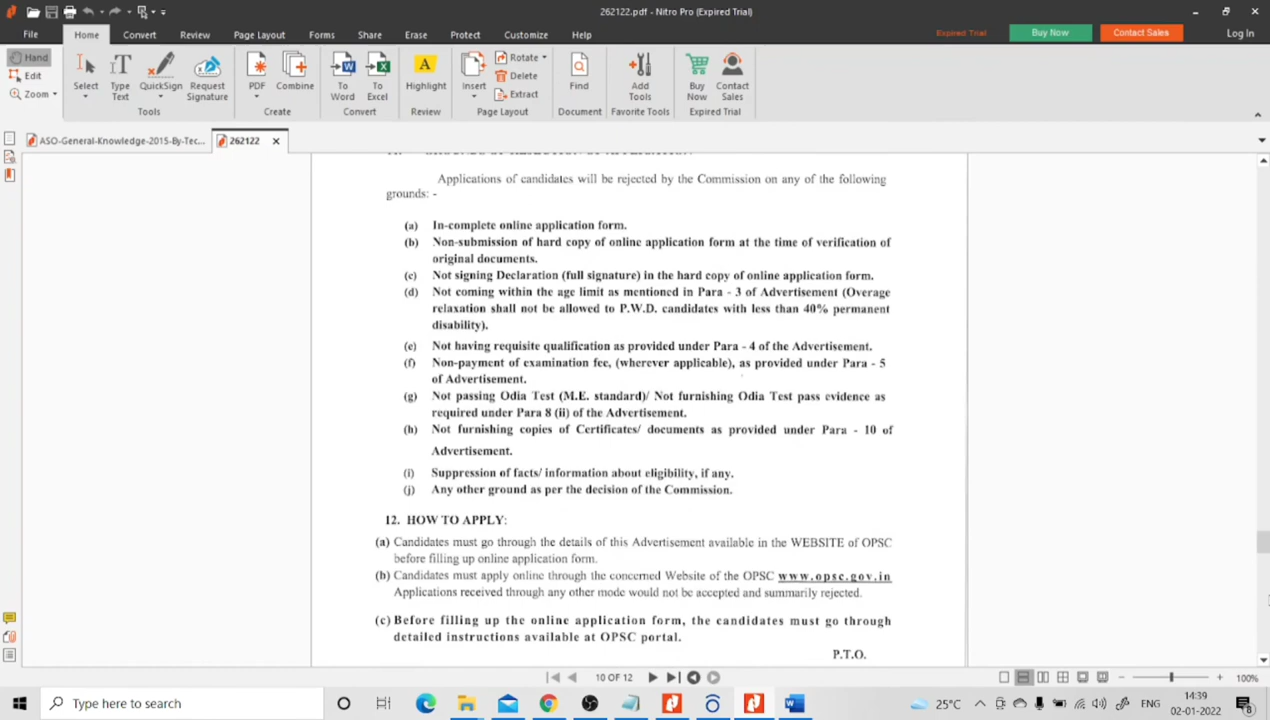 262122.pdf - Nitro Pro (Expired Trial)
File Home Convert Review Page Layout Forms Share Erase Protect Customize Help Expired Trial Buy Now Contact Sales Log In
Hand
Edit
Zoom
Select
Type Text
QuickSign
Request Signature
Tools
PDF
Combine
Create
To Word
To Excel
Convert
Highlight
Review
Insert
Rotate
Delete
Extract
Page Layout
Find
Document
Add Tools
Favorite Tools
Buy Now
Contact Sales
Expired Trial
ASO-General-Knowledge-2015-By-Tec... 262122
Applications of candidates will be rejected by the Commission on any of the following
grounds: -
(a) In-complete online application form.
(b) Non-submission of hard copy of online application form at the time of verification of
original documents.
(c) Not signing Declaration (full signature) in the hard copy of online application form.
(d) Not coming within the age limit as mentioned in Para - 3 of Advertisement (Overage
relaxation shall not be allowed to P.W.D. candidates with less than 40% permanent
disability).
(e) Not having requisite qualification as provided under Para - 4 of the Advertisement.
(f) Non-payment of examination fee, (wherever applicable), as provided under Para - 5
of Advertisement.
(g) Not passing Odia Test (M.E. standard)/ Not furnishing Odia Test pass evidence as
required under Para 8 (ii) of the Advertisement.
(h) Not furnishing copies of Certificates/ documents as provided under Para - 10 of
Advertisement.
(i) Suppression of facts/ information about eligibility, if any.
(j) Any other ground as per the decision of the Commission.
12. HOW TO APPLY:
(a) Candidates must go through the details of this Advertisement available in the WEBSITE of OPSC
before filling up online application form.
(b) Candidates must apply online through the concerned Website of the OPSC www.opsc.gov.in
Applications received through any other mode would not be accepted and summarily rejected.
(c) Before filling up the online application form, the candidates must go through
detailed instructions available at OPSC portal.
P.T.O.
10 OF 12
100%
Type here to search
25°C
ENG
14:39
02-01-2022
8